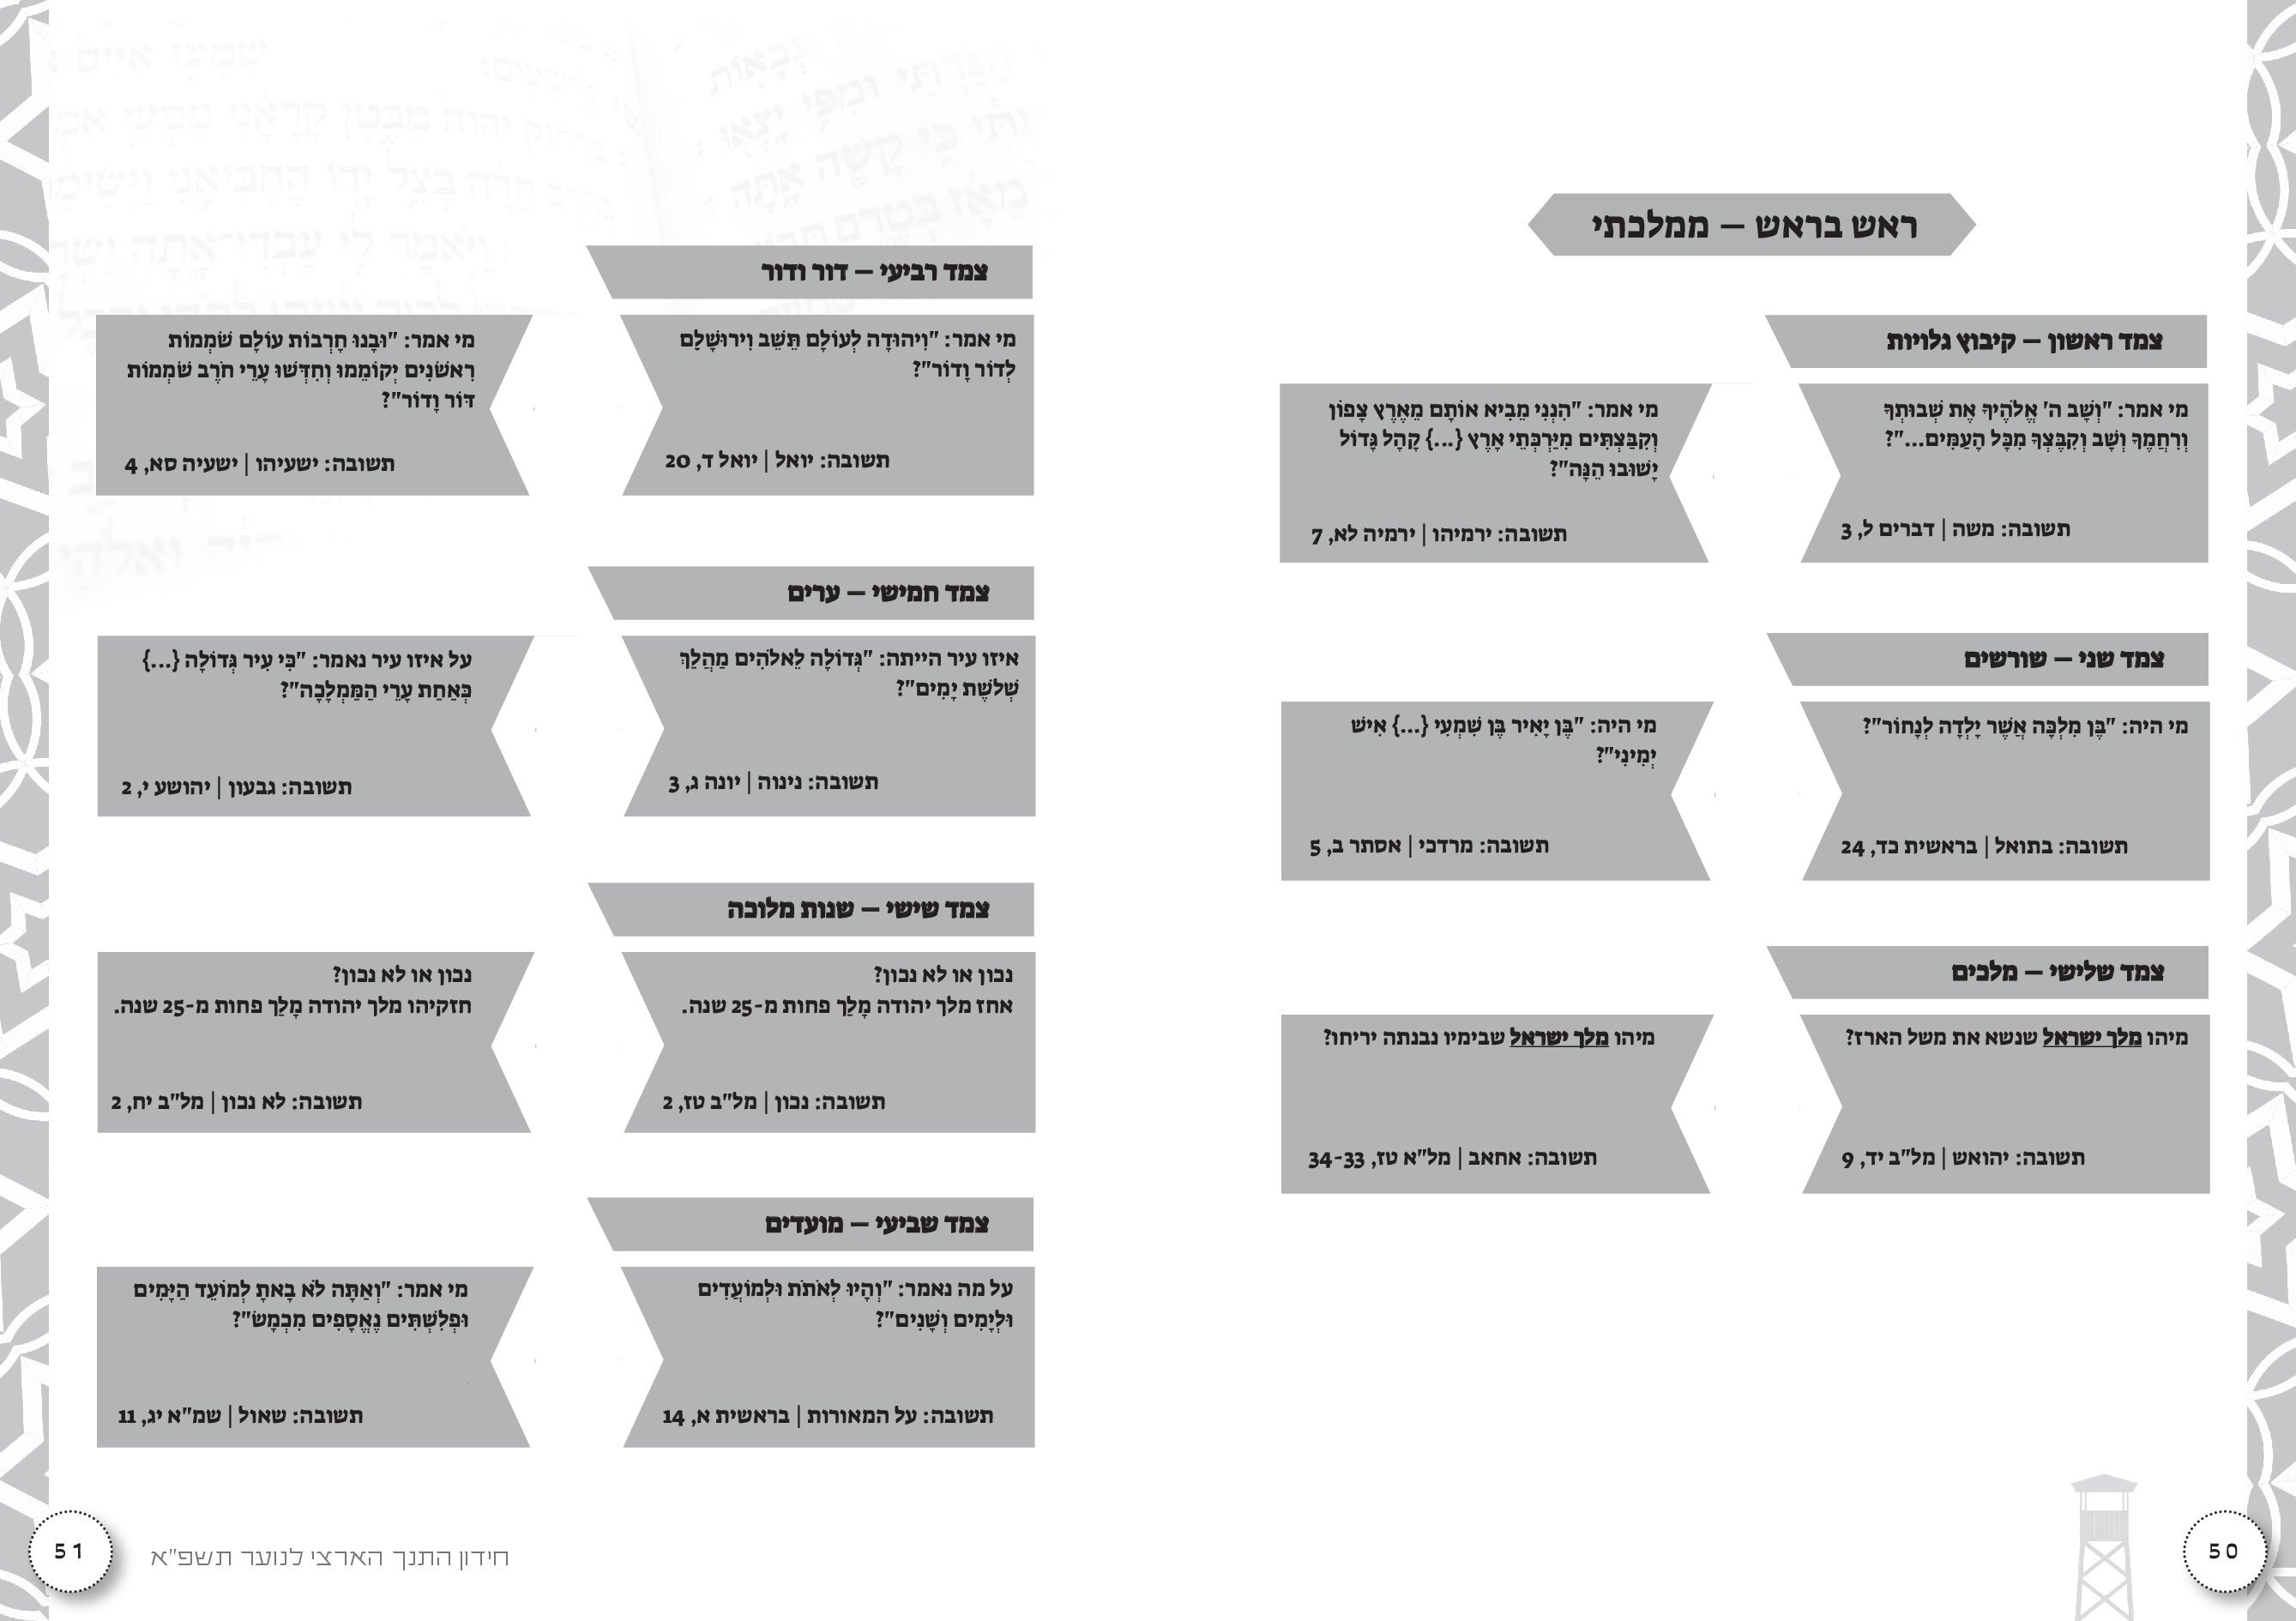 ראש בראש – ממלכתי
צמד ראשון – קיבוץ גלויות
מי אמר: "וְשָׁב ה' אֱלֹהֶיךָ אֶת שְׁבוּתְךָ
וְרִחֲמֶךָ וְשָׁב וְקִבֶּצְךָ מִכָּל הָעַמִּים..."?
תשובה: משה | דברים ל, 3
מי אמר: "הִנְנִי מֵבִיא אוֹתָם מֵאֶרֶץ צָפוֹן
וְקִבַּצְתִּים מִיַּרְכְּתֵי אָרֶץ {...} קָהָל גָּדוֹל
יָשׁוּבוּ הֵנָּה"?
תשובה: ירמיהו | ירמיה לא, 7
צמד שני – שורשים
מי היה: "בֶּן מִלְכָּה אֲשֶׁר יָלְדָה לְנָחוֹר"?
תשובה: בתואל | בראשית כד, 24
מי היה: "בֶּן יָאִיר בֶּן שִׁמְעִי {...} אִישׁ
יְמִינִי"?
תשובה: מרדכי | אסתר ב, 5
צמד שלישי – מלכים
מיהו מלך ישראל שנשא את משל הארז?
תשובה: יהואש | מל"ב יד, 9
מיהו מלך ישראל שבימיו נבנתה יריחו?
תשובה: אחאב | מל"א טז, 34-33
50
צמד רביעי – דור ודור
מי אמר: "וִיהוּדָה לְעוֹלָם תֵּשֵׁב וִירוּשָׁלִַם
לְדוֹר וָדוֹר"?
תשובה: יואל | יואל ד, 20
מי אמר: "וּבָנוּ חָרְבוֹת עוֹלָם שֹׁמְמוֹת
רִאשֹׁנִים יְקוֹמֵמוּ וְחִדְּשׁוּ עָרֵי חֹרֶב שֹׁמְמוֹת
דּוֹר וָדוֹר"?
תשובה: ישעיהו | ישעיה סא, 4
צמד חמישי – ערים
איזו עיר הייתה: "גְּדוֹלָה לֵאלֹהִים מַהֲלַךְ
שְׁלֹשֶׁת יָמִים"?
תשובה: נינוה | יונה ג, 3
על איזו עיר נאמר: "כִּי עִיר גְּדוֹלָה {...}
כְּאַחַת עָרֵי הַמַּמְלָכָה"?
תשובה: גבעון | יהושע י, 2
צמד שישי – שנות מלוכה
נכון או לא נכון?
אחז מלך יהודה מָלַךְ פחות מ-25 שנה.
תשובה: נכון | מל"ב טז, 2
נכון או לא נכון?
חזקיהו מלך יהודה מָלַךְ פחות מ-25 שנה.
תשובה: לא נכון | מל"ב יח, 2
צמד שביעי – מועדים
על מה נאמר: "וְהָיוּ לְאֹתֹת וּלְמוֹעֲדִים
וּלְיָמִים וְשָׁנִים"?
תשובה: על המאורות | בראשית א, 14
מי אמר: "וְאַתָּה לֹא בָאתָ לְמוֹעֵד הַיָּמִים
וּפְלִשְׁתִּים נֶאֱסָפִים מִכְמָשׂ"?
תשובה: שאול | שמ"א יג, 11
חידון התנך הארצי לנוער תשפ"א
51